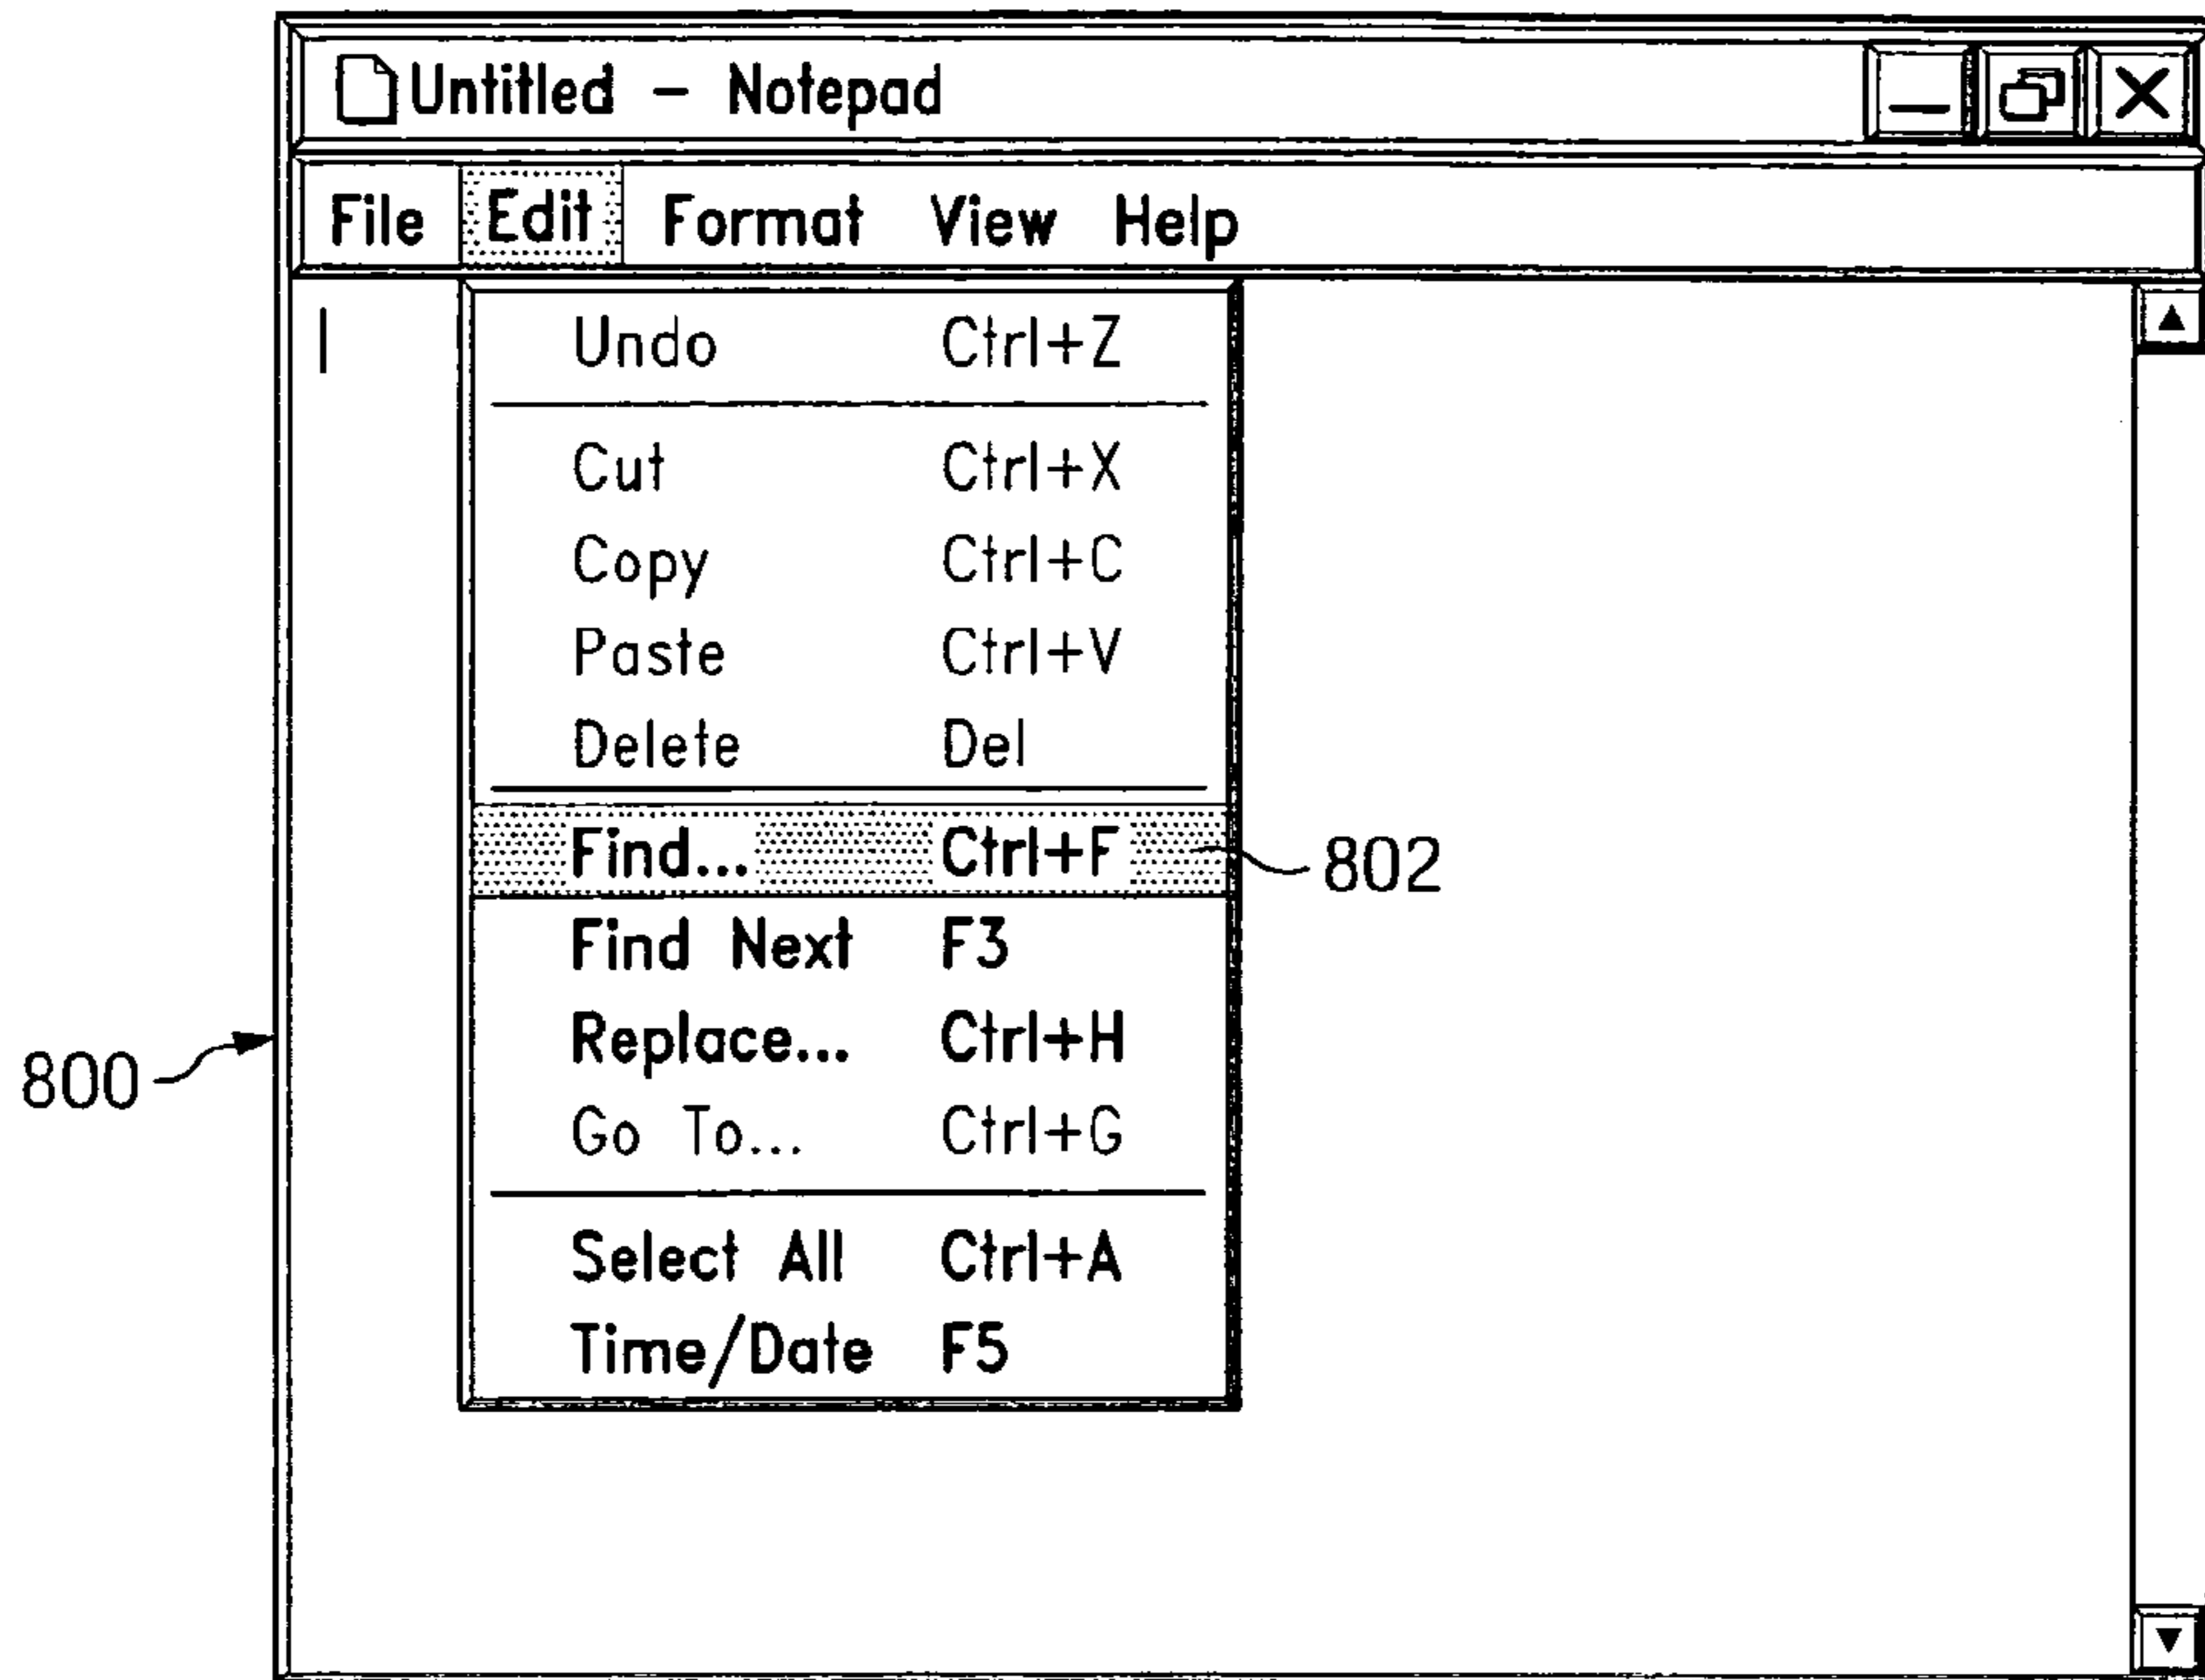 Untitled – Notepad
File Edit Format View Help
Undo Ctrl+Z
Cut Ctrl+X
Copy Ctrl+C
Paste Ctrl+V
Delete Del
Find... Ctrl+F
802
Find Next F3
Replace... Ctrl+H
800
Go To... Ctrl+G
Select All Ctrl+A
Time/Date F5